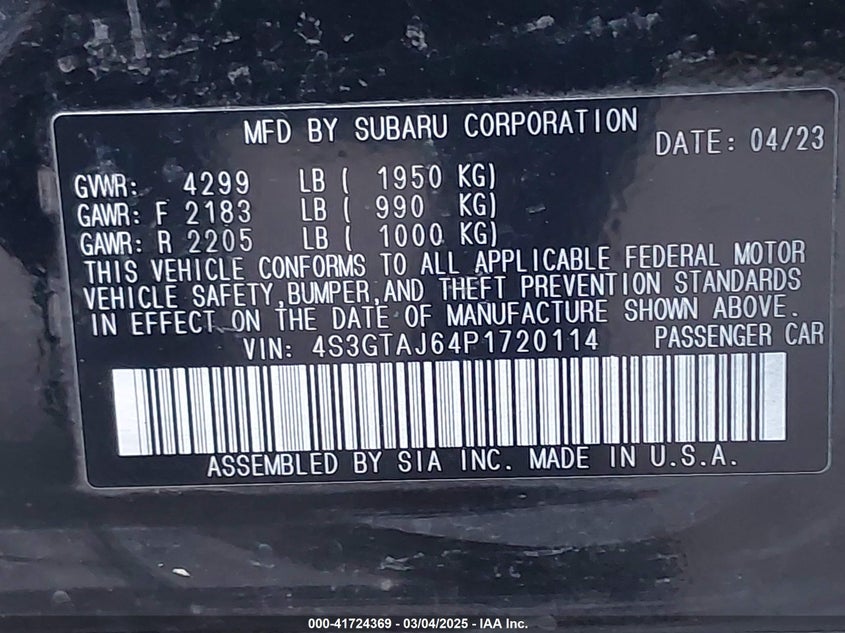 MFD BY SUBARU CORPORATION
DATE: 04/23
GVWR: 4299 LB ( 1950 KG)
GAWR: F 2183 LB ( 990 KG)
GAWR: R 2205 LB ( 1000 KG)
THIS VEHICLE CONFORMS TO ALL APPLICABLE FEDERAL MOTOR
VEHICLE SAFETY,BUMPER,AND THEFT PREVENTION STANDARDS
IN EFFECT ON THE DATE OF MANUFACTURE SHOWN ABOVE.
VIN: 4S3GTAJ64P1720114 PASSENGER CAR
ASSEMBLED BY SIA INC. MADE IN U.S.A.
000-41724369 - 03/04/2025 - IAA Inc.